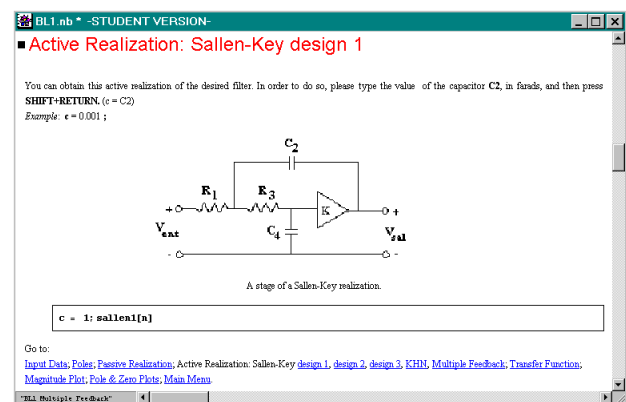 BL1.nb * -STUDENT VERSION-
Active Realization: Sallen-Key design 1
You can obtain this active realization of the desired filter. In order to do so, please type the value of the capacitor C2, in farads, and then press
SHIFT+RETURN. (c = C2)
Example: c = 0.001 ;
C2
R1 R3
+ K +
Vent C4 Vsal
- -
A stage of a Sallen-Key realization.
c = 1; sallen1[n]
Go to:
Input Data; Poles; Passive Realization; Active Realization: Sallen-Key design 1, design 2, design 3, KHN, Multiple Feedback; Transfer Function;
Magnitude Plot; Pole & Zero Plots; Main Menu.
"BL1 Multiple Feedback"